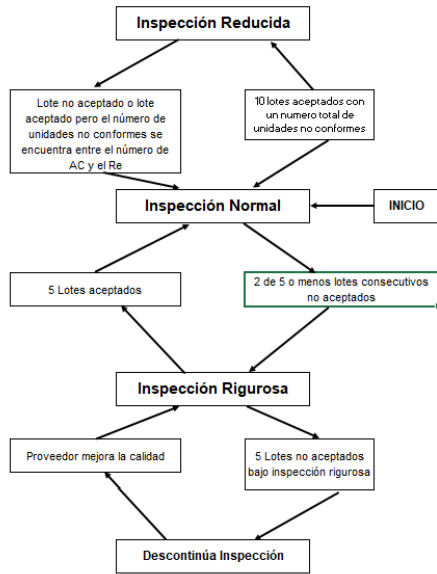 Inspección Reducida
Lote no aceptado o lote
aceptado pero el número de
unidades no conformes se
encuentra entre el número de
AC y el Re
10 lotes aceptados con
un numero total de
unidades no conformes
Inspección Normal
INICIO
5 Lotes aceptados
2 de 5 o menos lotes consecutivos
no aceptados
Inspección Rigurosa
Proveedor mejora la calidad
5 Lotes no aceptados
bajo inspección rigurosa
Descontinúa Inspección